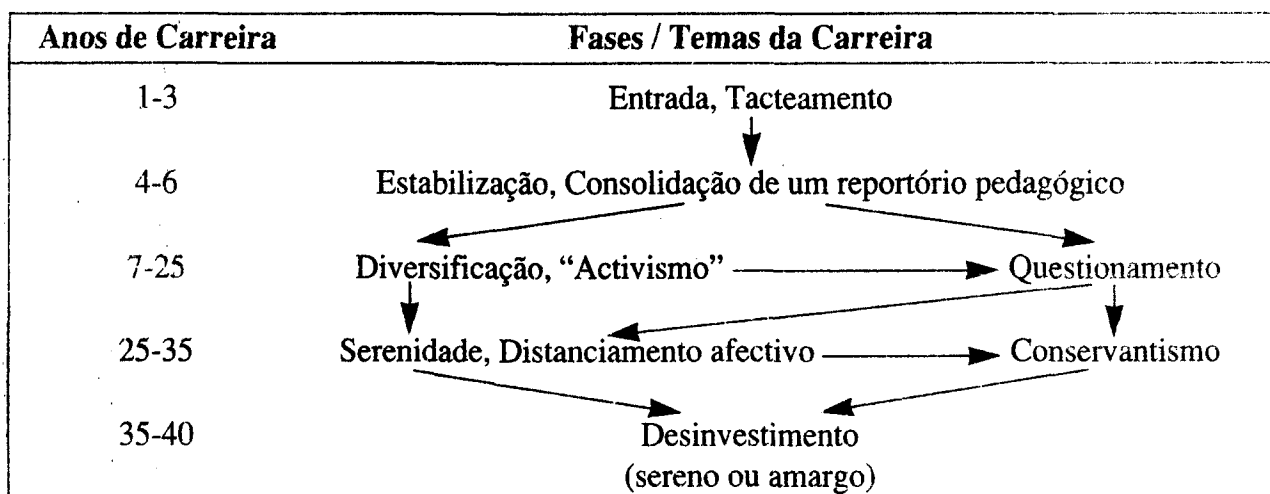 Anos de Carreira Fases / Temas da Carreira
1-3 Entrada, Tacteamento
4-6 Estabilização, Consolidação de um reportório pedagógico
7-25 Diversificação, “Activismo” Questionamento
25-35 Serenidade, Distanciamento afectivo Conservantismo
35-40 Desinvestimento
(sereno ou amargo)